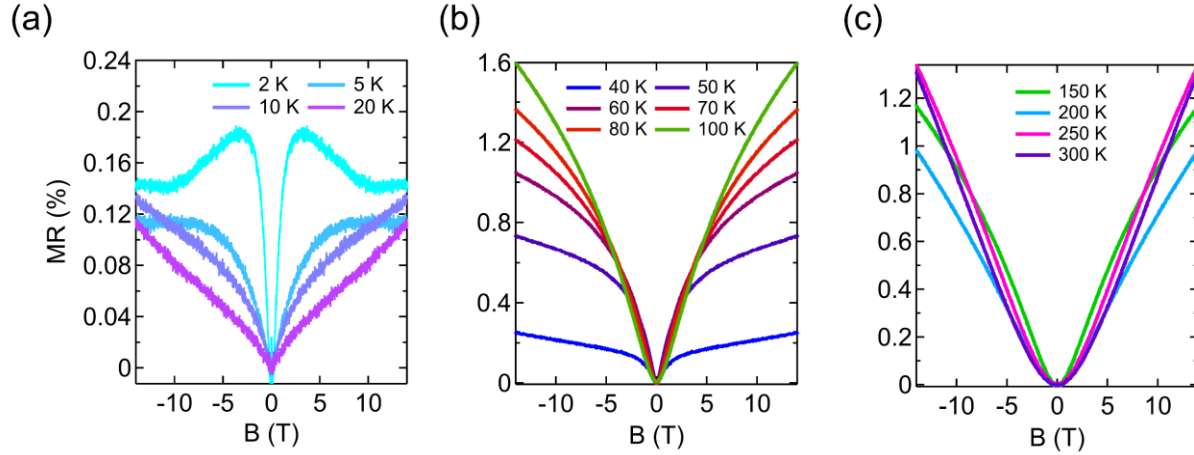 (a)
MR (%)
0.24
0.2
0.16
0.12
0.08
0.04
0
2 K 5 K
10 K 20 K
-10 -5 0 5 10
B (T)
(b)
1.6
1.2
0.8
0.4
0
40 K 50 K
60 K 70 K
80 K 100 K
-10 -5 0 5 10
B (T)
(c)
1.2
1
0.8
0.6
0.4
0.2
0
150 K
200 K
250 K
300 K
-10 -5 0 5 10
B (T)